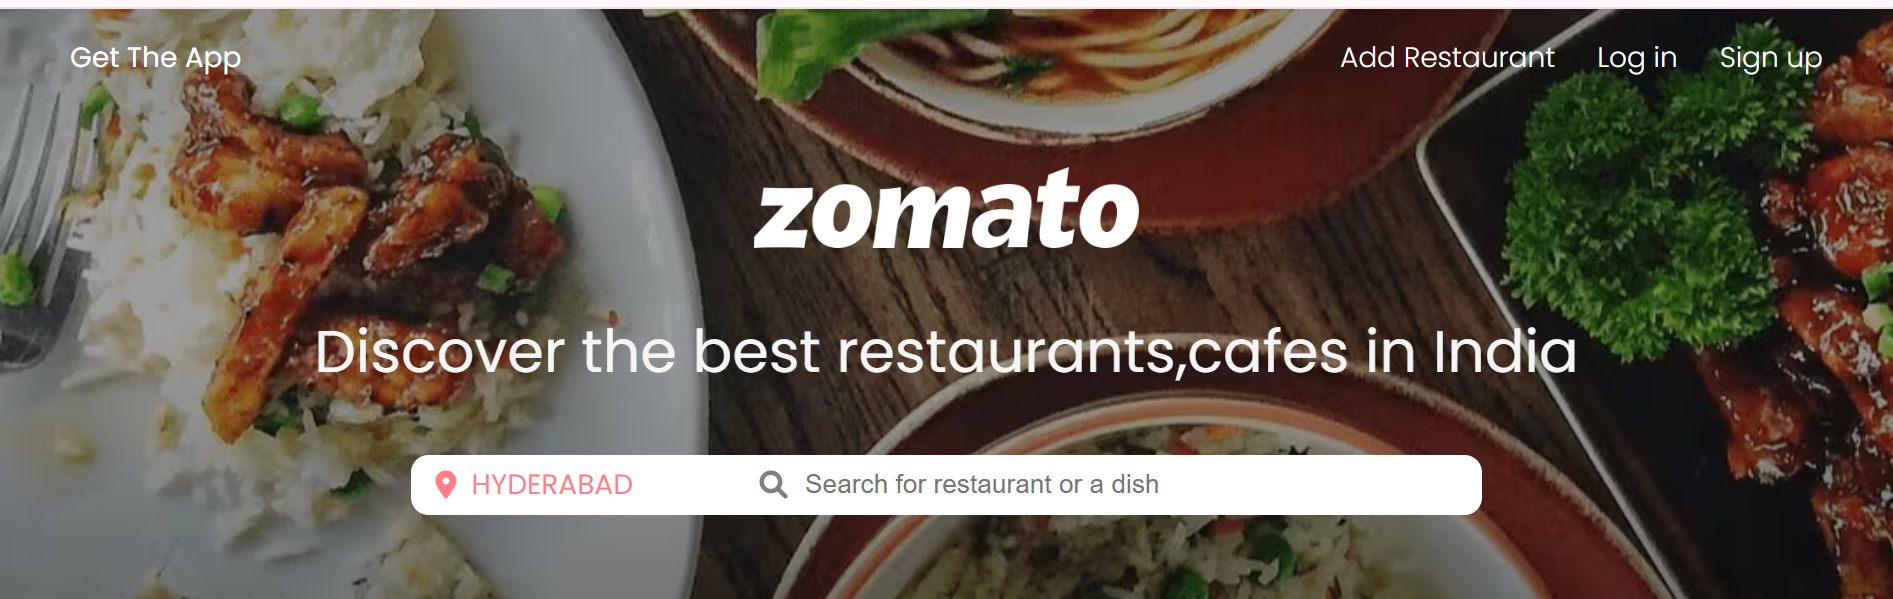 Get The App
Add Restaurant Log in Sign up
zomato
Discover the best restaurants,cafes in India
HYDERABAD
Search for restaurant or a dish